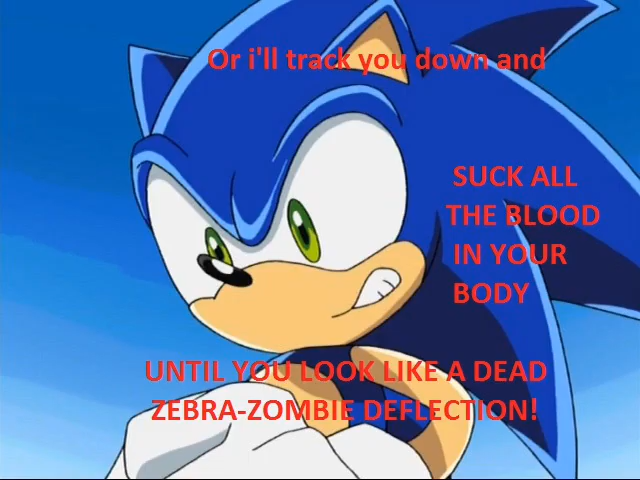 Or i'll track you down and
SUCK ALL
THE BLOOD
IN YOUR
BODY
UNTIL YOU LOOK LIKE A DEAD
ZEBRA-ZOMBIE DEFLECTION!